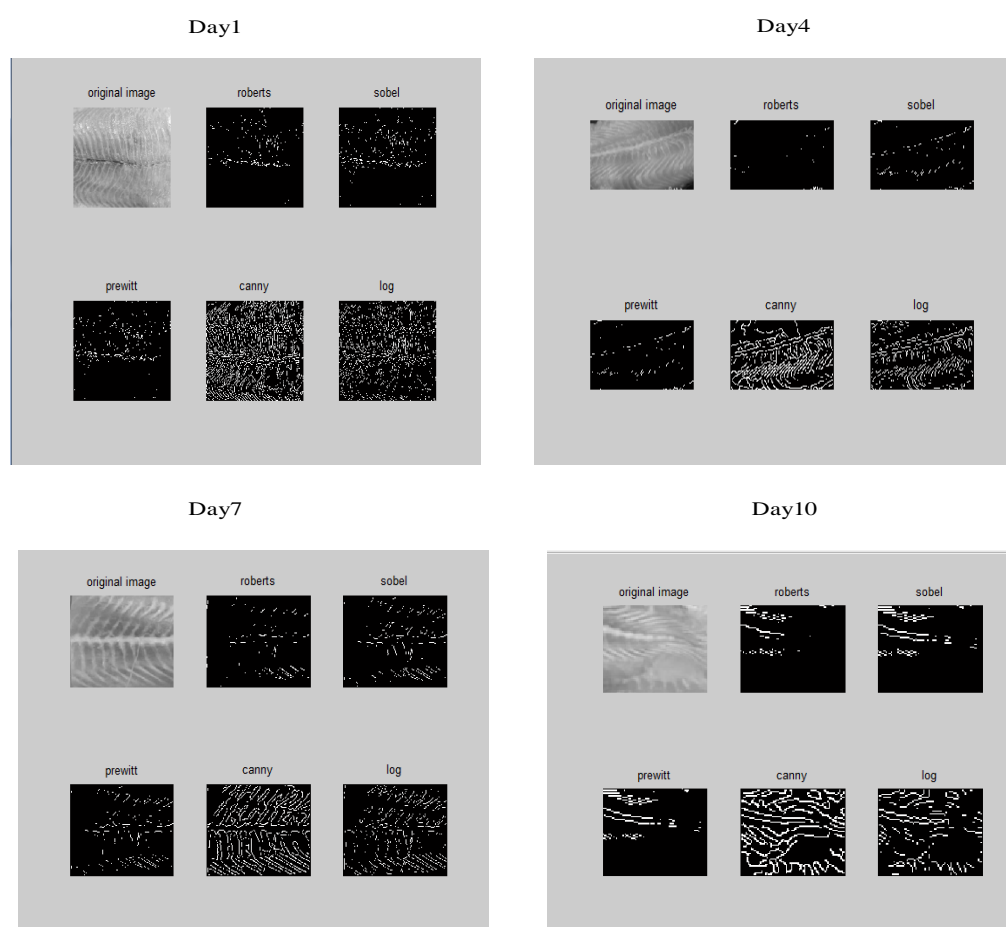 Day1
original image roberts sobel
prewitt canny log
Day4
original image roberts sobel
prewitt canny log
Day7
original image roberts sobel
prewitt canny log
Day10
original image roberts sobel
prewitt canny log